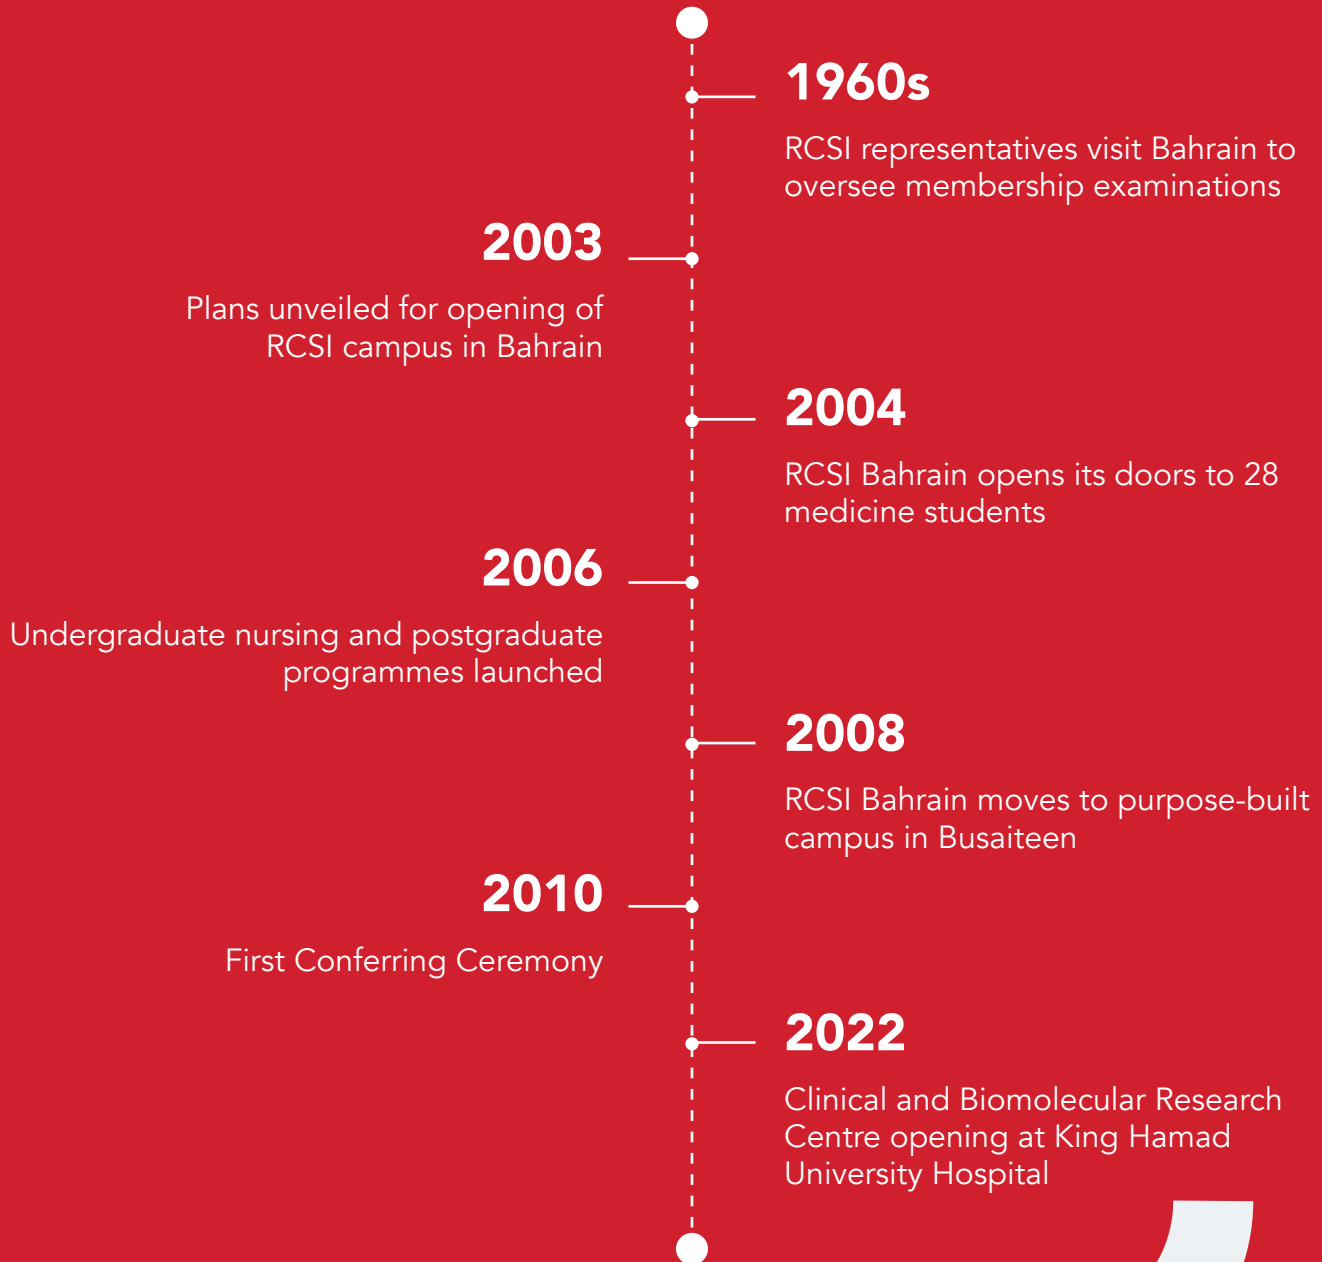 1960s
RCSI representatives visit Bahrain to
oversee membership examinations
2003
Plans unveiled for opening of
RCSI campus in Bahrain
2004
RCSI Bahrain opens its doors to 28
medicine students
2006
Undergraduate nursing and postgraduate
programmes launched
2008
RCSI Bahrain moves to purpose-built
campus in Busaiteen
2010
First Conferring Ceremony
2022
Clinical and Biomolecular Research
Centre opening at King Hamad
University Hospital